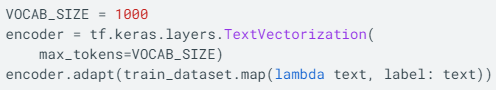 VOCAB_SIZE = 1000
encoder = tf.keras.layers.TextVectorization(
    max_tokens=VOCAB_SIZE)
encoder.adapt(train_dataset.map(lambda text, label: text))